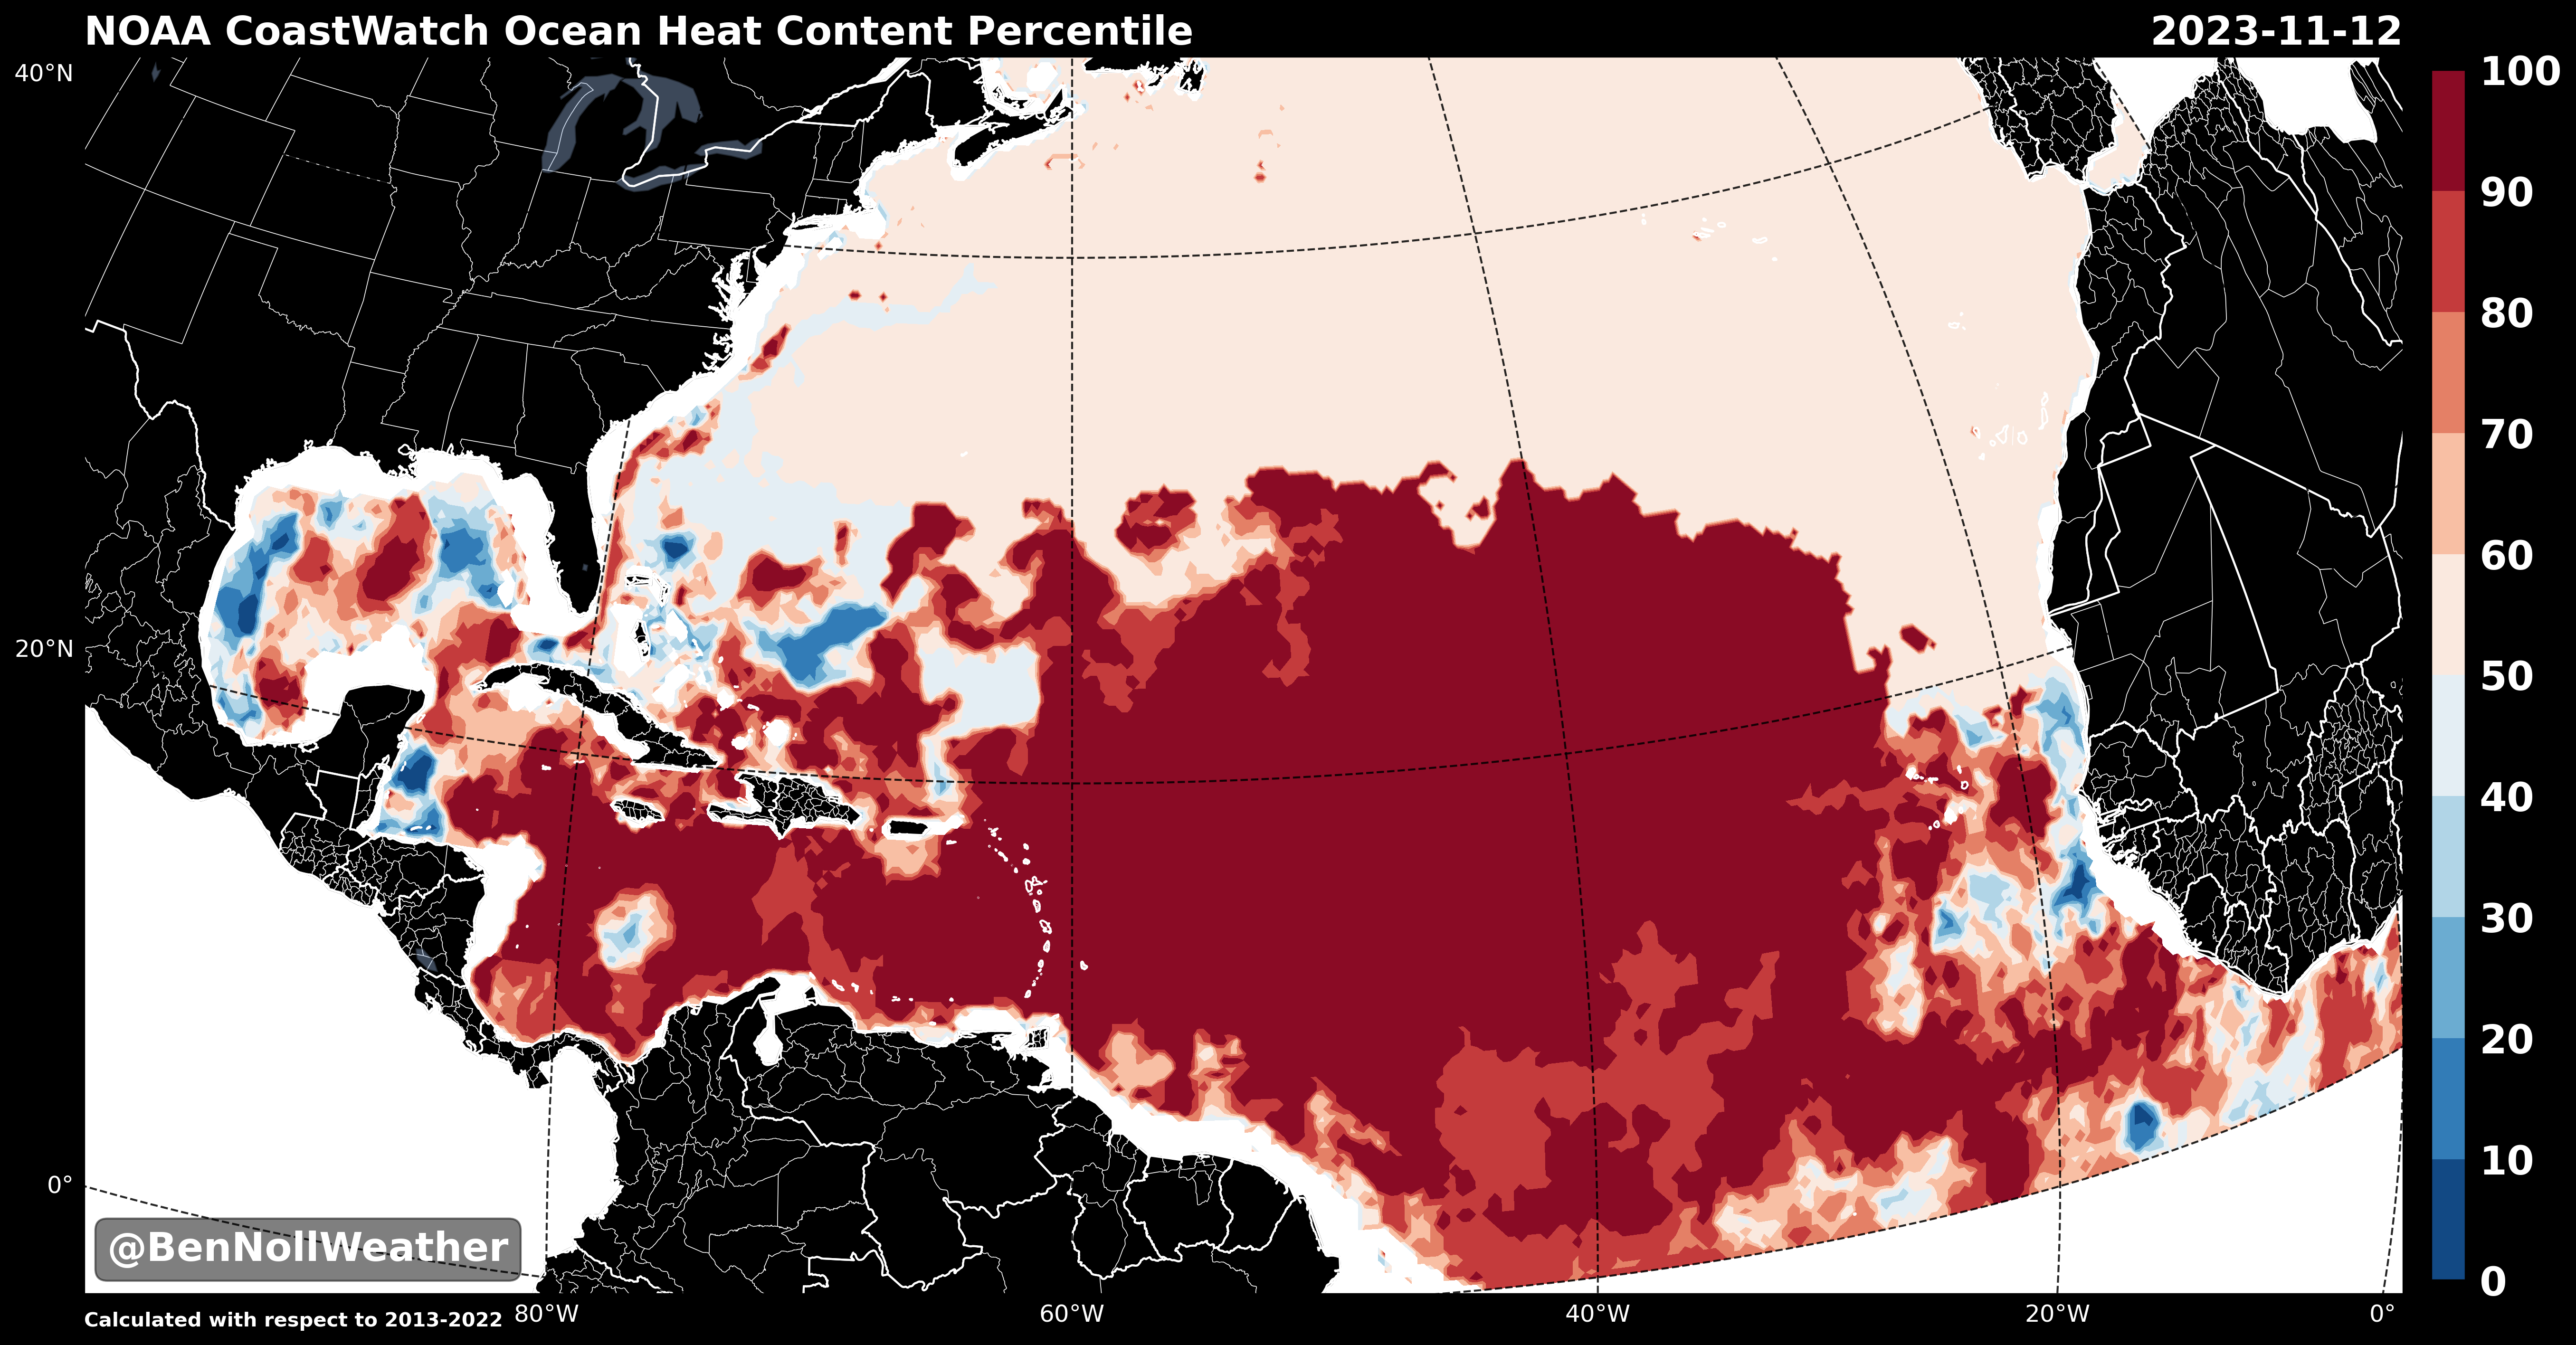 NOAA CoastWatch Ocean Heat Content Percentile
2023-11-12
40°N
20°N
0°
100
90
80
70
60
50
40
30
20
10
0
@BenNollWeather
Calculated with respect to 2013-2022
80°W
60°W
40°W
20°W
0°